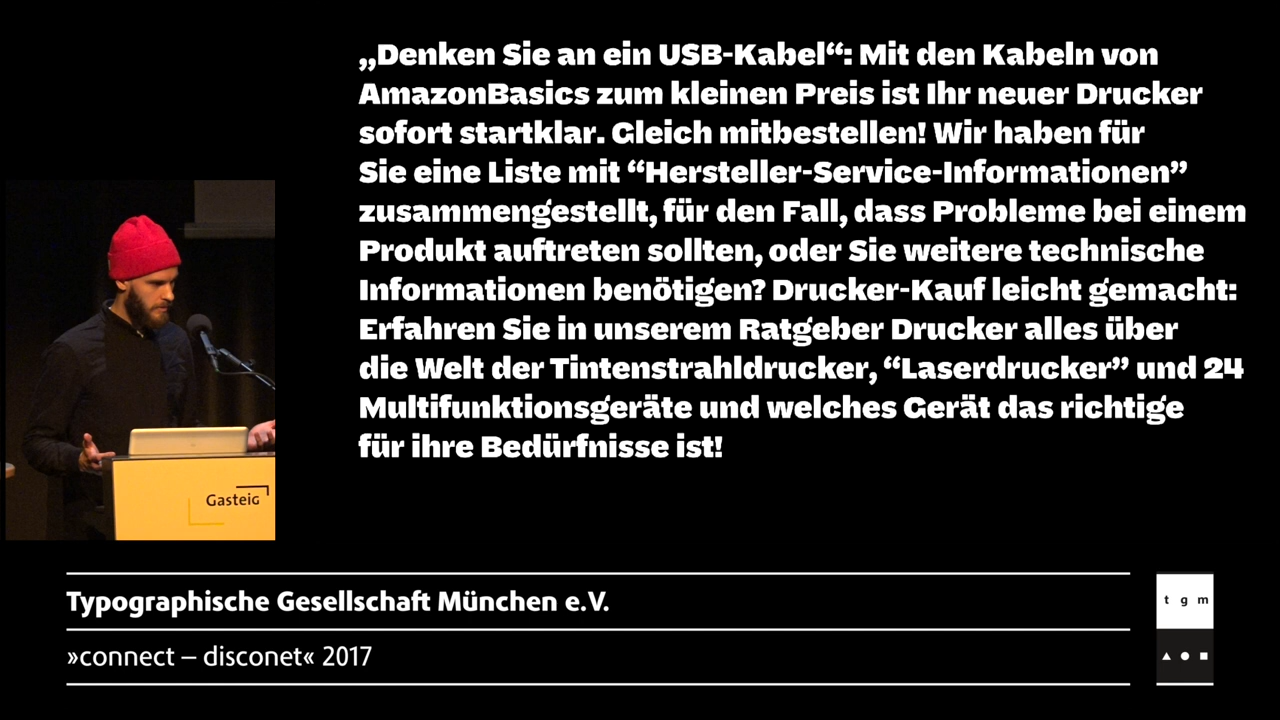 „Denken Sie an ein USB-Kabel“: Mit den Kabeln von
AmazonBasics zum kleinen Preis ist Ihr neuer Drucker
sofort startklar. Gleich mitbestellen! Wir haben für
Sie eine Liste mit “Hersteller-Service-Informationen”
zusammengestellt, für den Fall, dass Probleme bei einem
Produkt auftreten sollten, oder Sie weitere technische
Informationen benötigen? Drucker-Kauf leicht gemacht:
Erfahren Sie in unserem Ratgeber Drucker alles über
die Welt der Tintenstrahldrucker, “Laserdrucker” und 24
Multifunktionsgeräte und welches Gerät das richtige
für ihre Bedürfnisse ist!
Gasteig
Typographische Gesellschaft München e.V.
»connect – disconet« 2017
t g m